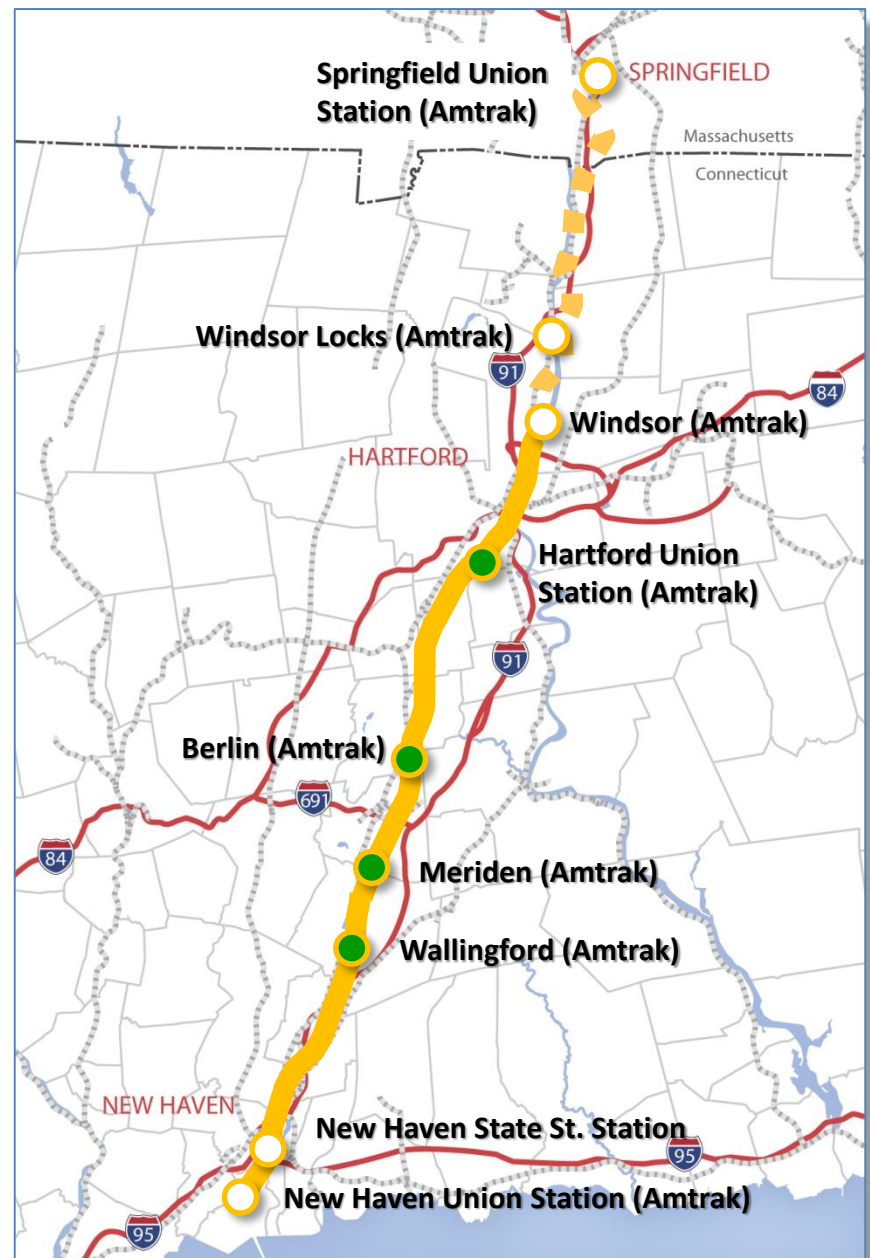 Springfield Union
Station (Amtrak)
SPRINGFIELD
Massachusetts
Connecticut
Windsor Locks (Amtrak)
91
84
Windsor (Amtrak)
HARTFORD
Hartford Union
Station (Amtrak)
91
Berlin (Amtrak)
691
84
Meriden (Amtrak)
Wallingford (Amtrak)
NEW HAVEN
New Haven State St. Station
95
New Haven Union Station (Amtrak)
95